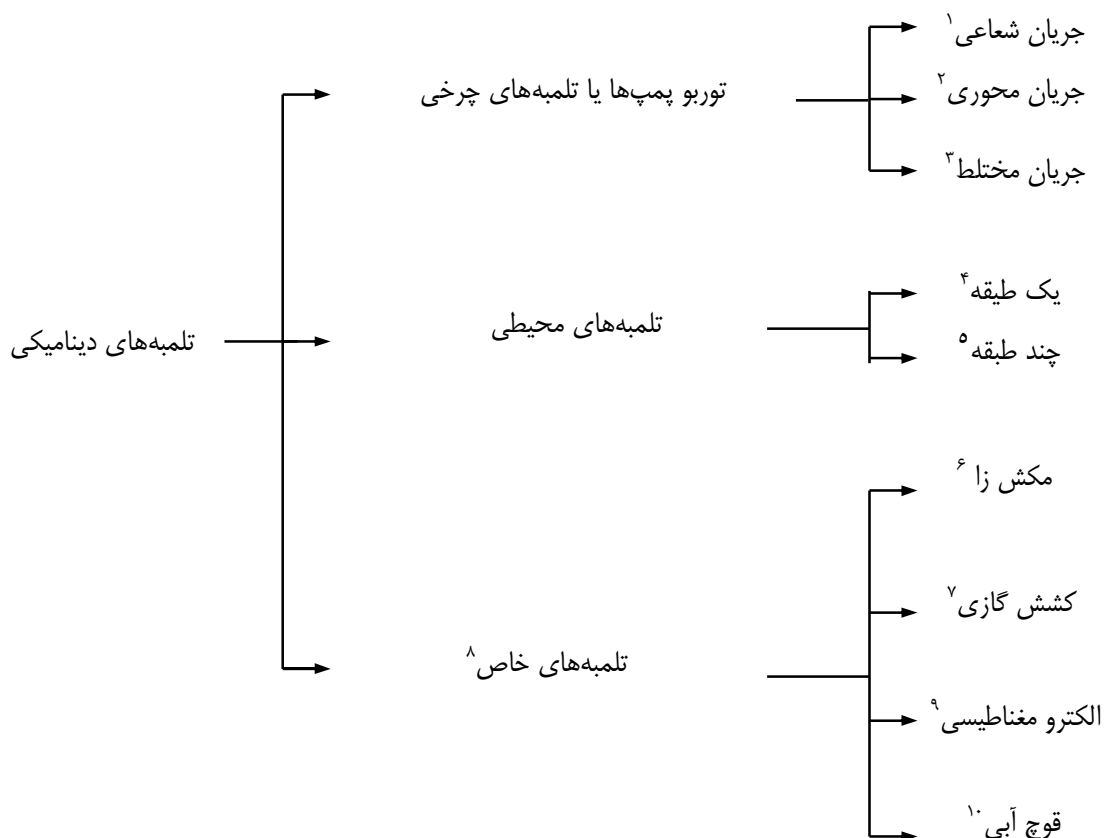 جریان شعاعی۱
توربو پمپ‌ها یا تلمبه‌های چرخی
جریان محوری۲
جریان مختلط۳
یک طیقه۴
تلمبه‌های محیطی
چند طبقه۵
تلمبه‌های دینامیکی
مکش زا ۶
کشش گازی۷
تلمبه‌های خاص۸
الکترو مغناطیسی۹
قوچ آبی۱۰